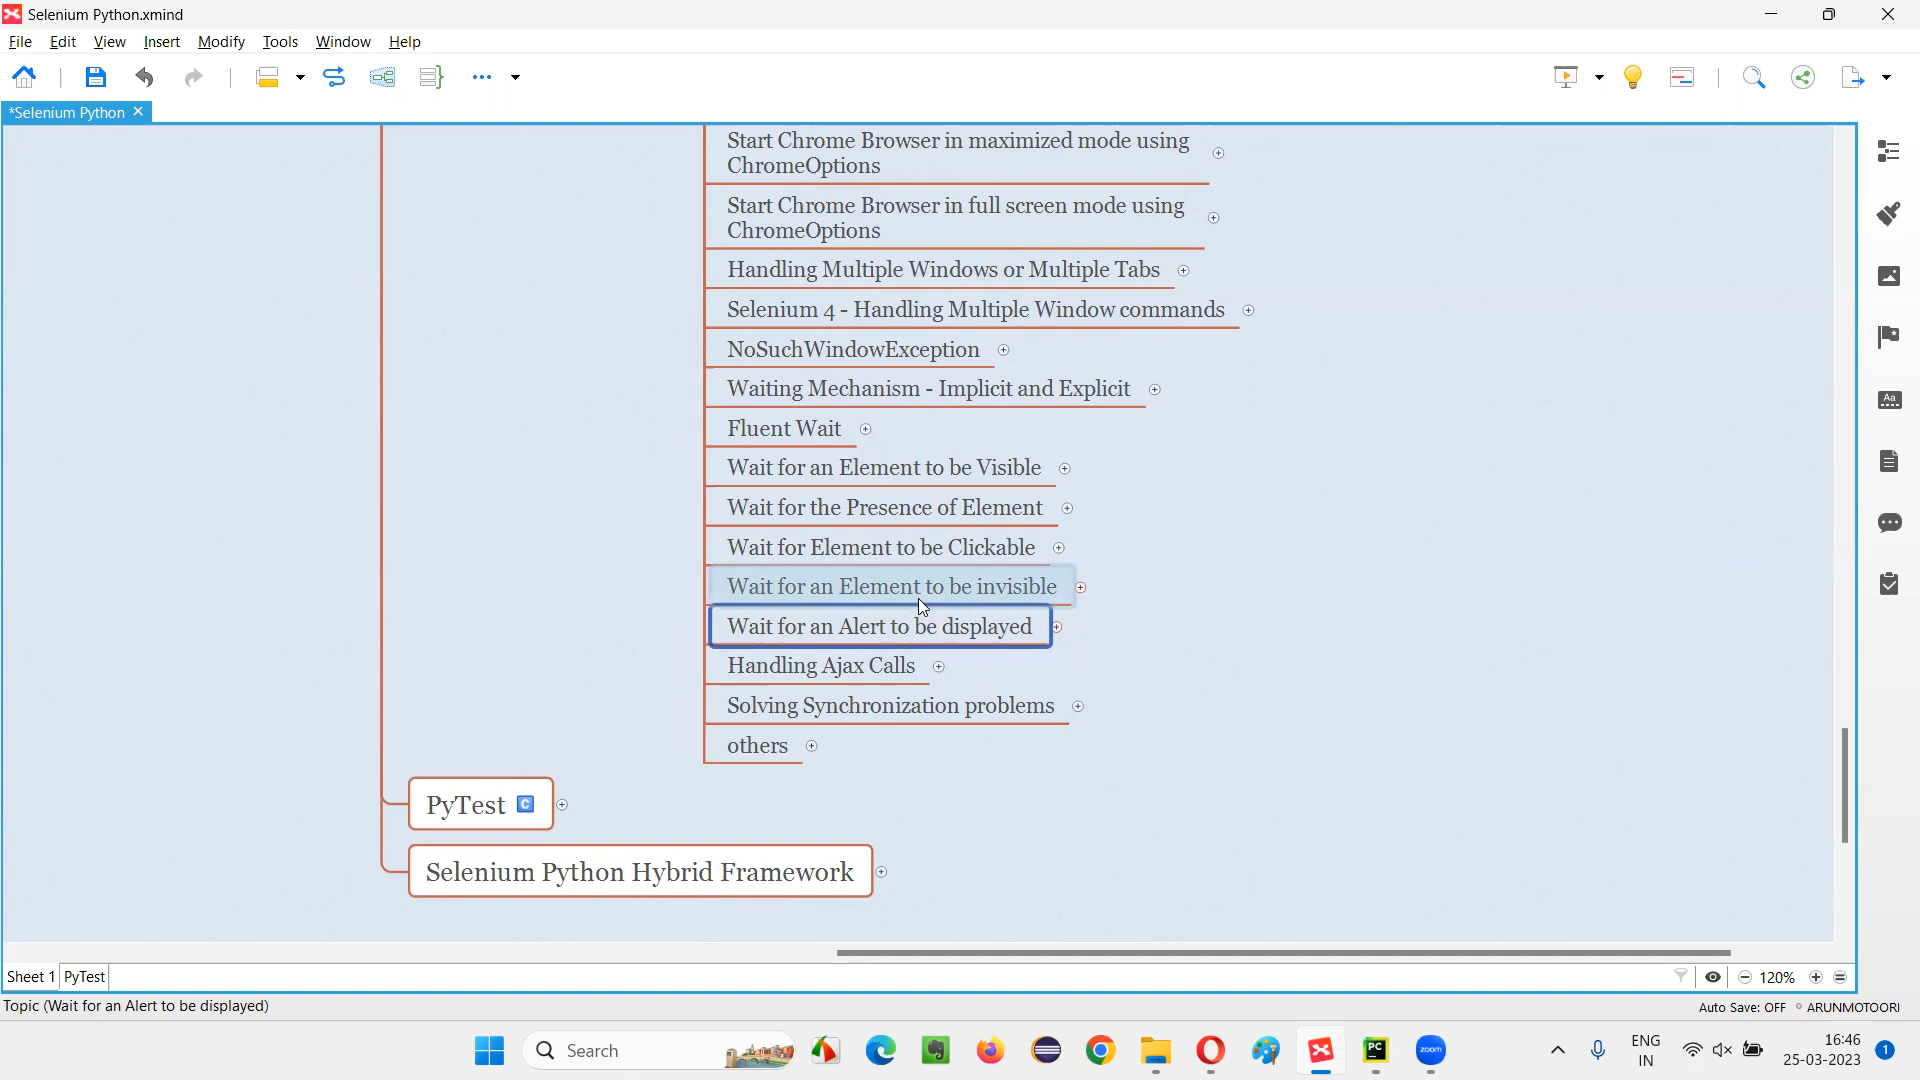 Selenium Python.xmind
File Edit View Insert Modify Tools Window Help
*Selenium Python
Start Chrome Browser in maximized mode using
ChromeOptions
Start Chrome Browser in full screen mode using
ChromeOptions
Handling Multiple Windows or Multiple Tabs
Selenium 4 - Handling Multiple Window commands
NoSuchWindowException
Waiting Mechanism - Implicit and Explicit
Fluent Wait
Wait for an Element to be Visible
Wait for the Presence of Element
Wait for Element to be Clickable
Wait for an Element to be invisible
Wait for an Alert to be displayed
Handling Ajax Calls
Solving Synchronization problems
others
PyTest C
Selenium Python Hybrid Framework
Aa
Sheet 1 PyTest
120%
Topic (Wait for an Alert to be displayed)
Auto Save: OFF ARUNMOTOORI
Search
PC
zoom
ENG
IN
16:46
25-03-2023
1